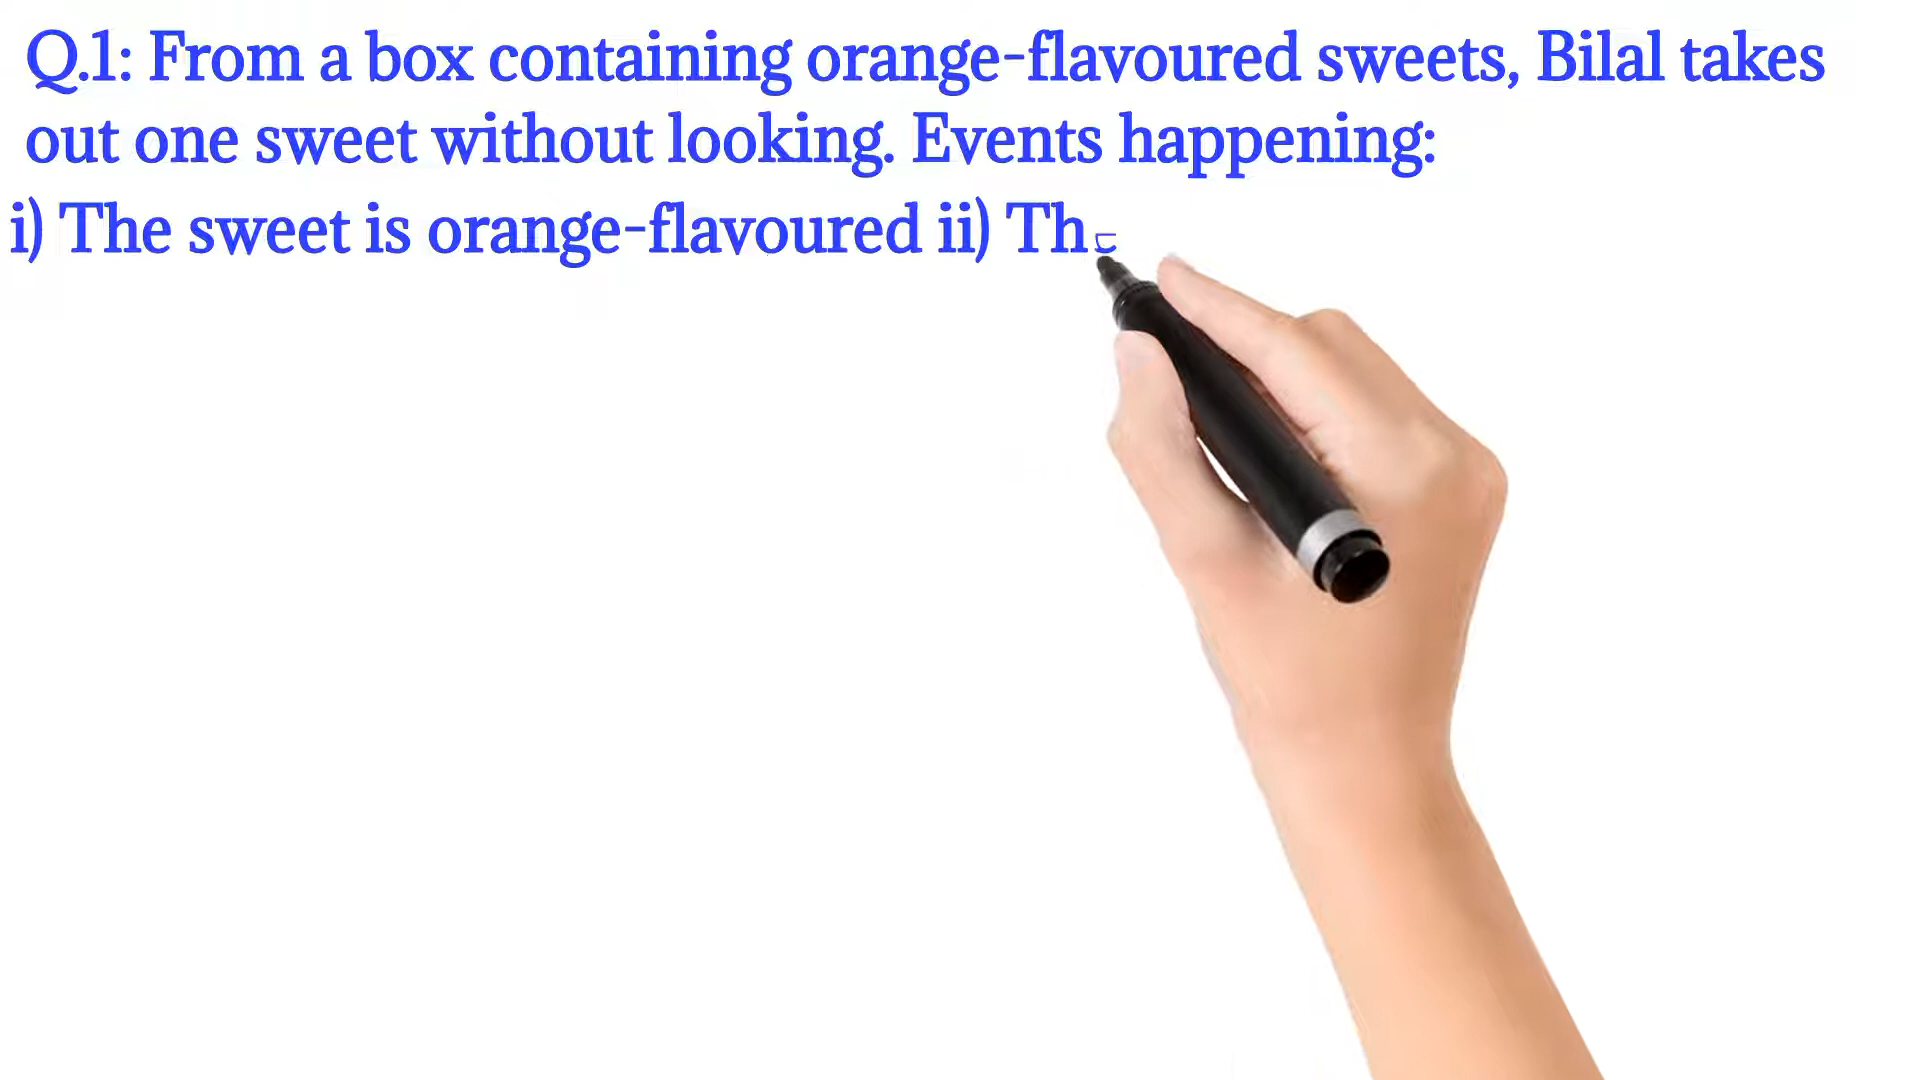 Q.1: From a box containing orange-flavoured sweets, Bilal takes
out one sweet without looking. Events happening:
i) The sweet is orange-flavoured ii) Th